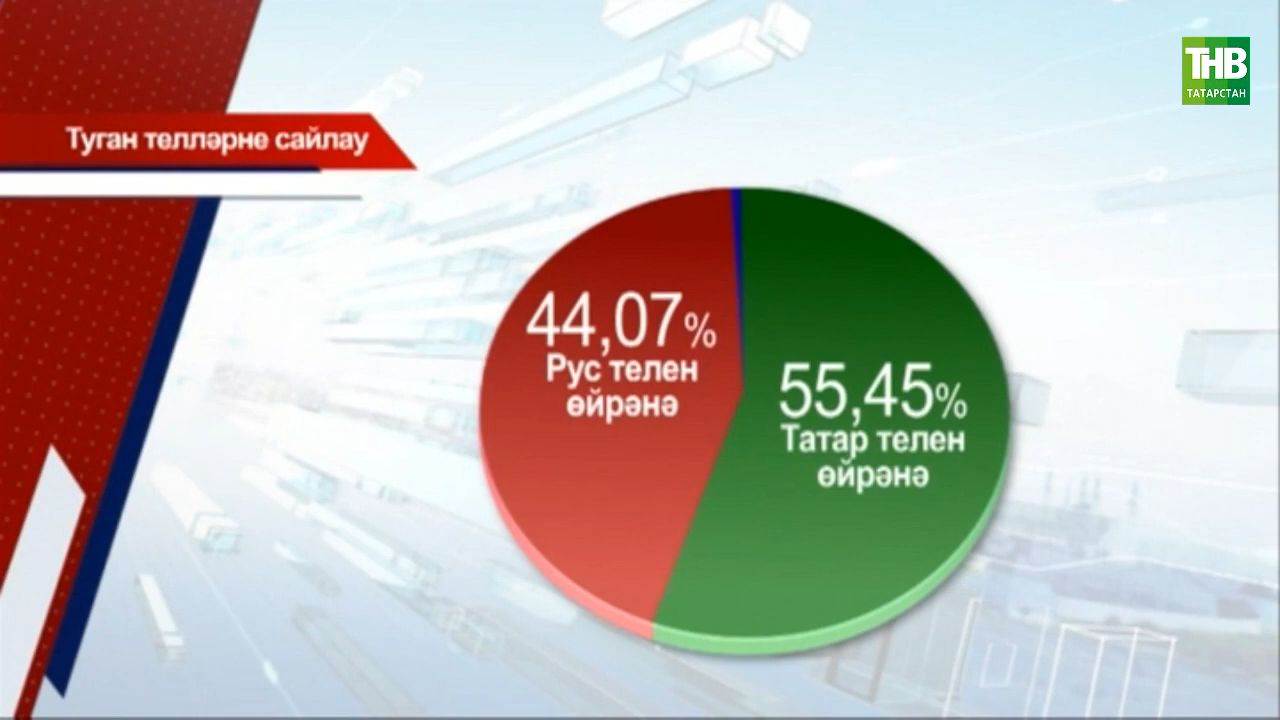 Туган телләрне сайлау
ТНВ
ТАТАРСТАН
44,07%
Рус телен
өйрәнә
55,45%
Татар телен
өйрәнә